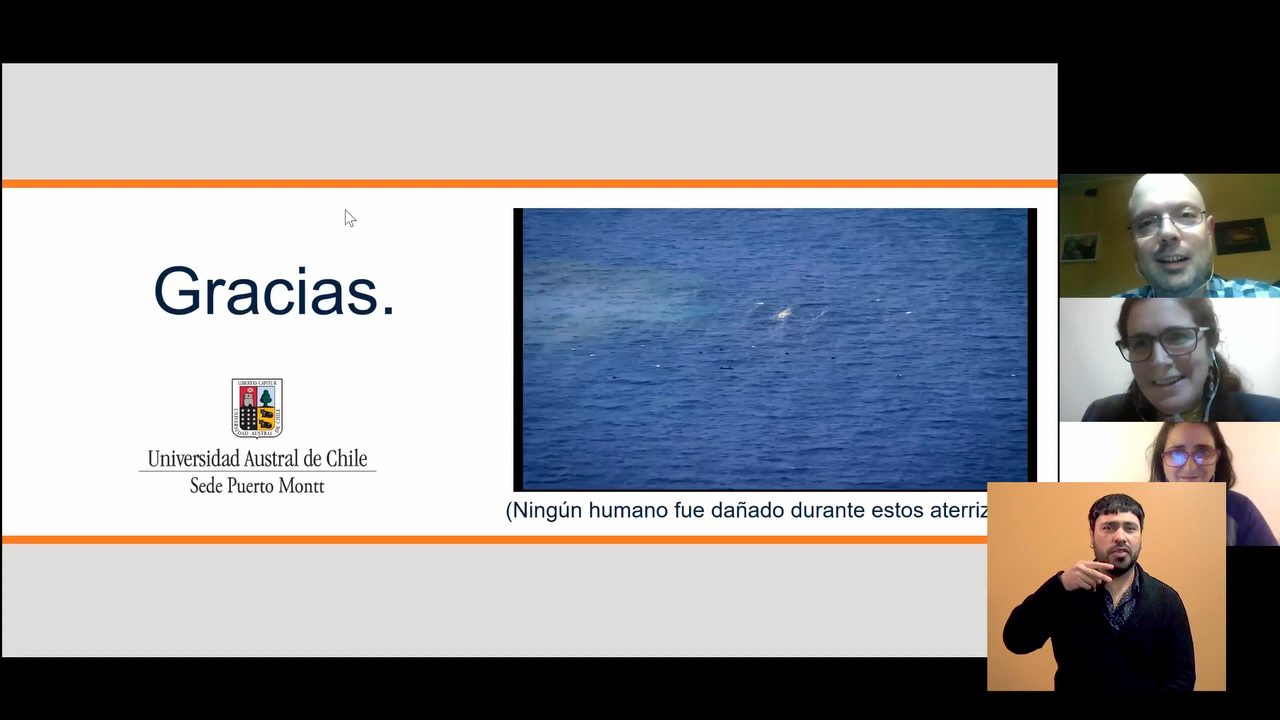 Gracias.
LIBERTAS CAPITUR
Universidad Austral de Chile
Sede Puerto Montt
(Ningún humano fue dañado durante estos aterriz